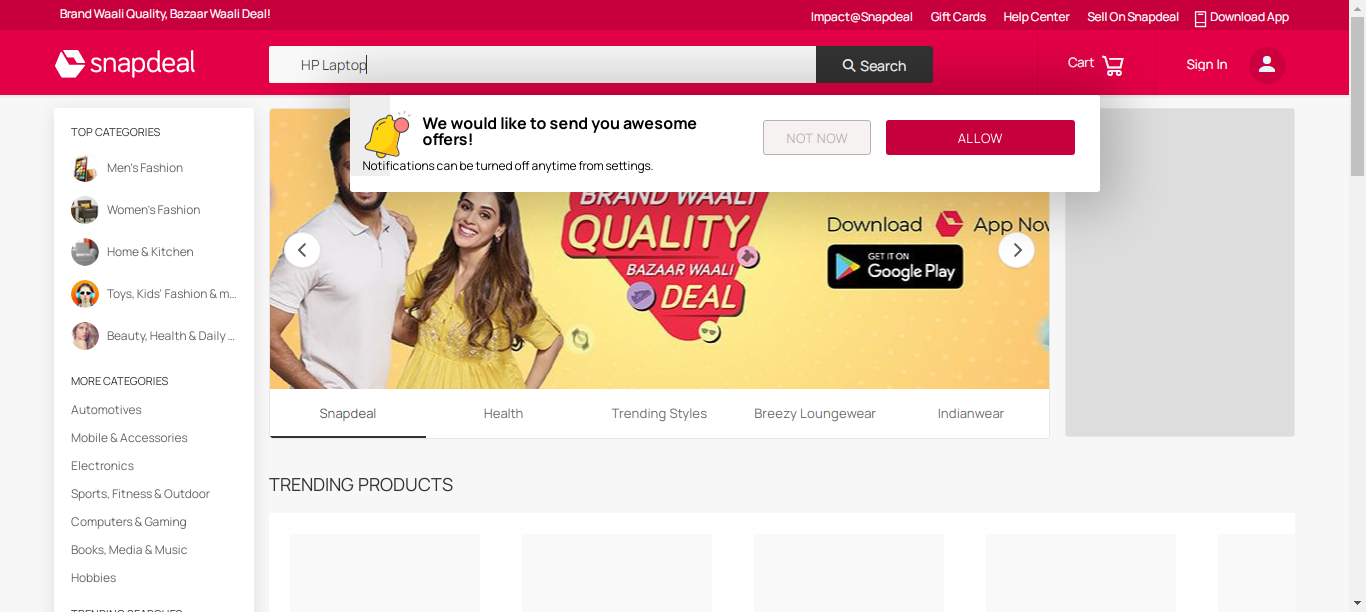 Brand Waali Quality, Bazaar Waali Deal!
Impact@Snapdeal
Gift Cards
Help Center
Sell On Snapdeal
Download App
snapdeal
HP Laptop
Search
Cart
Sign In
We would like to send you awesome
offers!
Notifications can be turned off anytime from settings.
NOT NOW
ALLOW
TOP CATEGORIES
Men's Fashion
Women's Fashion
Home & Kitchen
Toys, Kids' Fashion & m...
Beauty, Health & Daily ...
MORE CATEGORIES
Automotives
Mobile & Accessories
Electronics
Sports, Fitness & Outdoor
Computers & Gaming
Books, Media & Music
Hobbies
TRENDING SEARCHES
BRAND WAALI
QUALITY
BAZAAR WAALI
DEAL
Download App Now
GET IT ON
Google Play
Snapdeal
Health
Trending Styles
Breezy Loungewear
Indianwear
TRENDING PRODUCTS